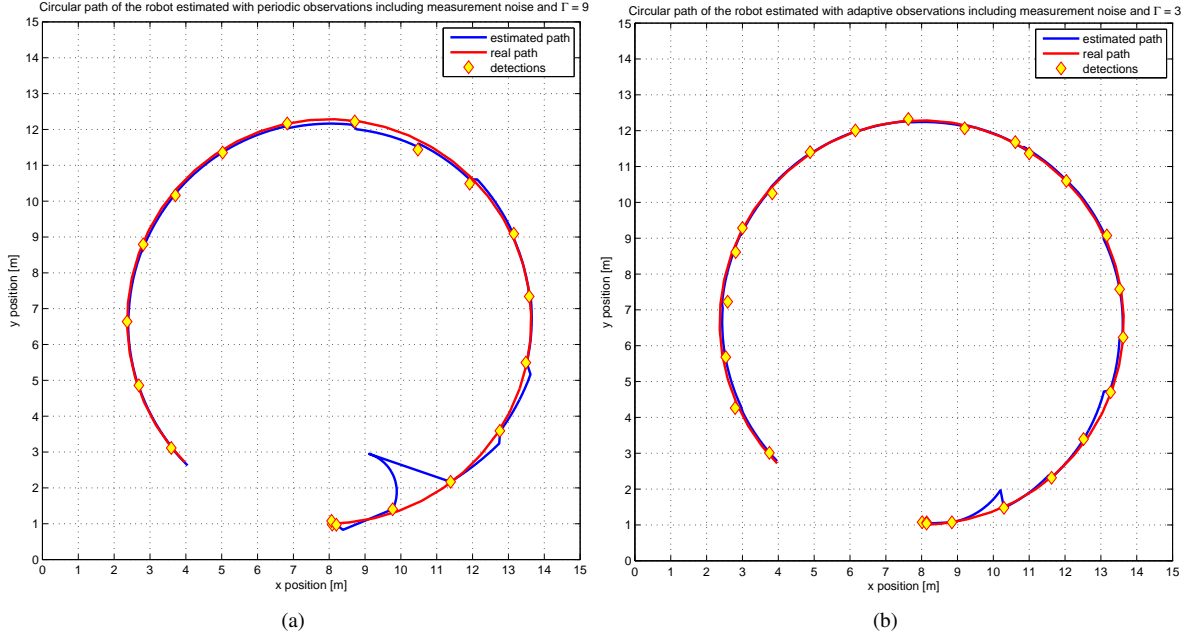 Circular path of the robot estimated with periodic observations including measurement noise and Γ = 9
15
14
13
12
11
10
9
8
7
6
5
4
3
2
1
0
y position [m]
estimated path
real path
detections
0 1 2 3 4 5 6 7 8 9 10 11 12 13 14 15
x position [m]
(a)
Circular path of the robot estimated with adaptive observations including measurement noise and Γ = 3
15
14
13
12
11
10
9
8
7
6
5
4
3
2
1
0
y position [m]
estimated path
real path
detections
0 1 2 3 4 5 6 7 8 9 10 11 12 13 14 15
x position [m]
(b)